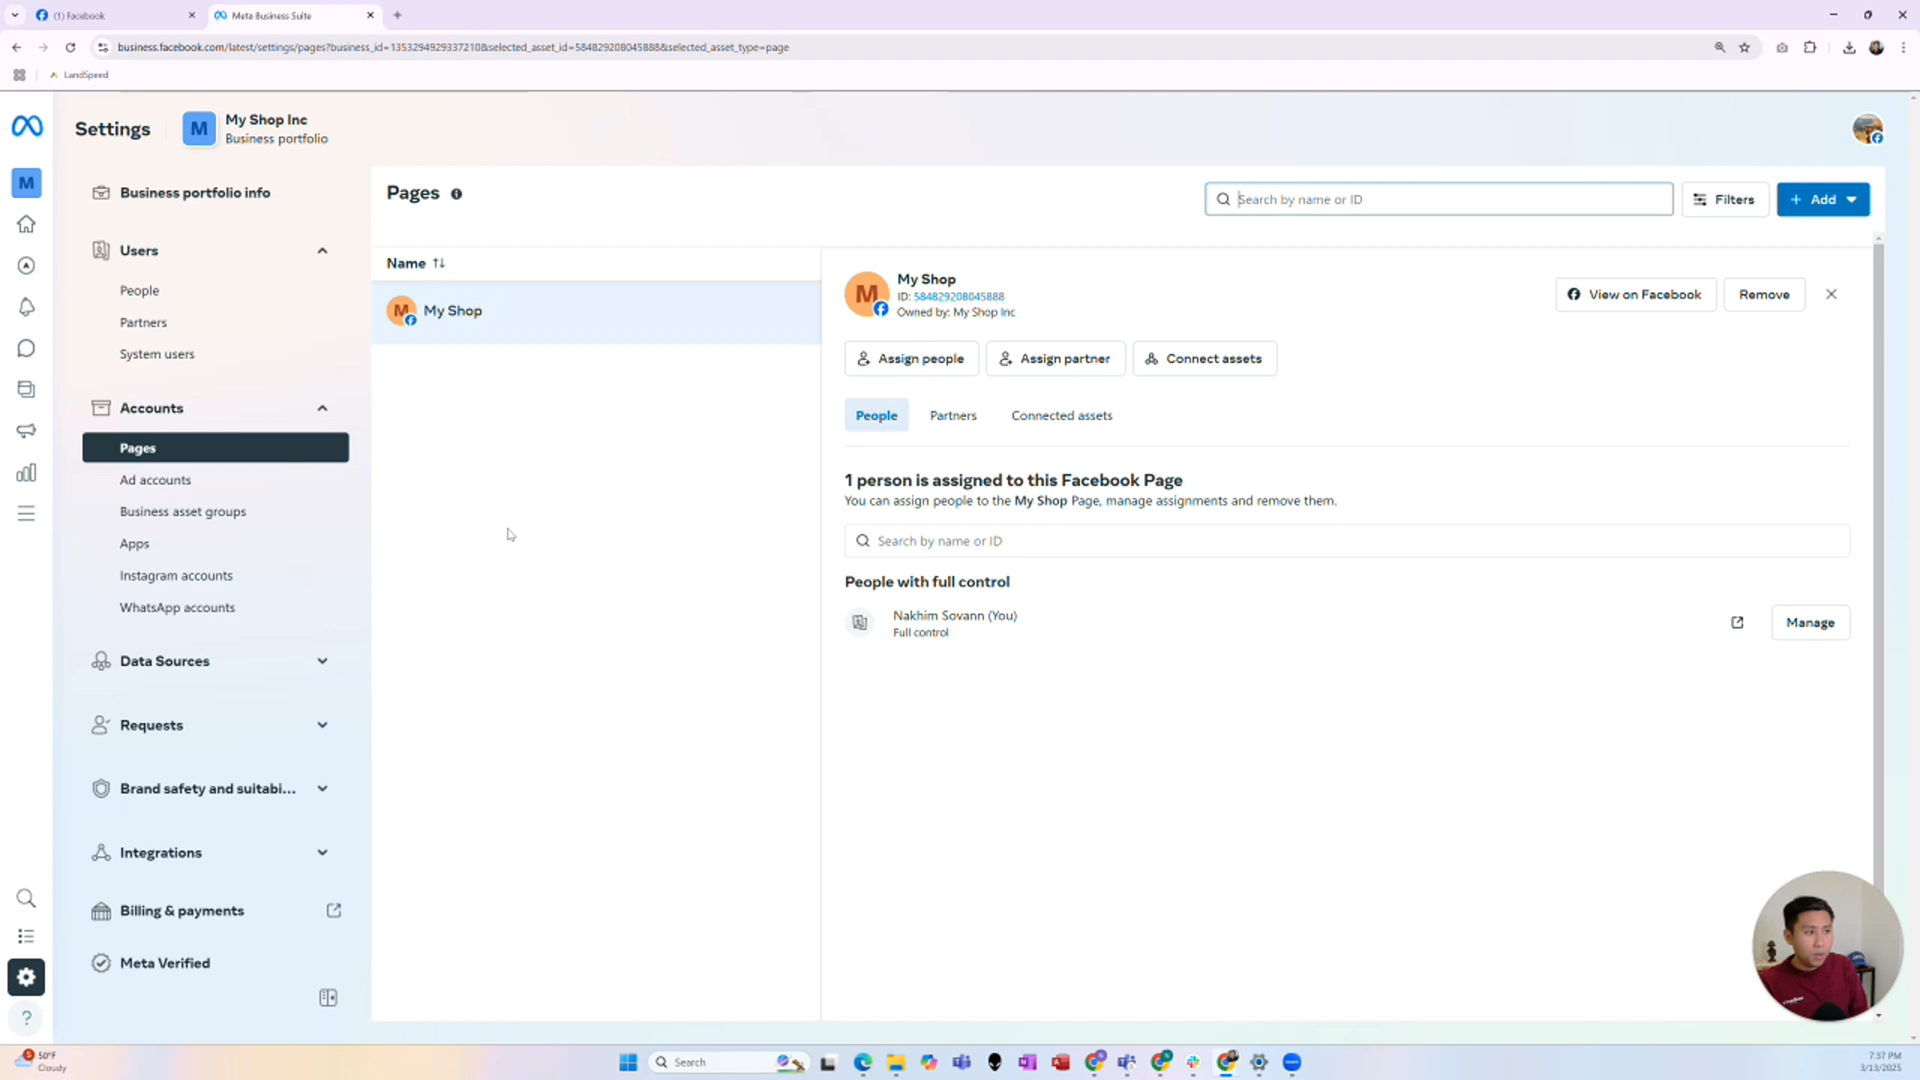 (1) Facebook
Meta Business Suite
business.facebook.com/latest/settings/pages?business_id=1353294929337210&selected_asset_id=584829208045888&selected_asset_type=page
LandSpeed
Settings
M
My Shop Inc
Business portfolio
M
Business portfolio info
Users
People
Partners
System users
Accounts
Pages
Ad accounts
Business asset groups
Apps
Instagram accounts
WhatsApp accounts
Data Sources
Requests
Brand safety and suitabi...
Integrations
Billing & payments
Meta Verified
?
Pages
Search by name or ID
Filters
+ Add
Name
M
My Shop
M
My Shop
ID: 584829208045888
Owned by: My Shop Inc
View on Facebook
Remove
Assign people
Assign partner
Connect assets
People
Partners
Connected assets
1 person is assigned to this Facebook Page
You can assign people to the My Shop Page, manage assignments and remove them.
Search by name or ID
People with full control
Nakhim Sovann (You)
Full control
Manage
50°F
Cloudy
Search
7:37 PM
3/13/2025